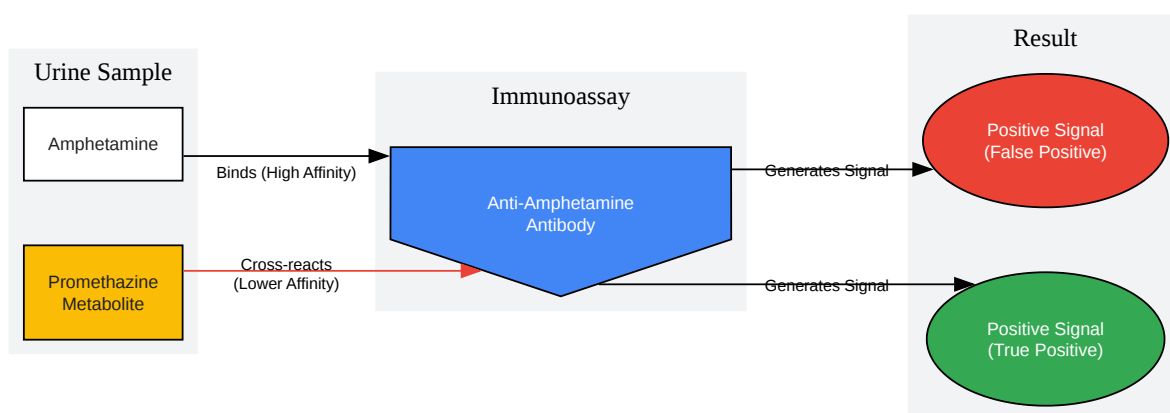 Urine Sample
Amphetamine
Promethazine
Metabolite
Binds (High Affinity)
Cross-reacts
(Lower Affinity)
Immunoassay
Anti-Amphetamine
Antibody
Generates Signal
Generates Signal
Result
Positive Signal
(False Positive)
Positive Signal
(True Positive)